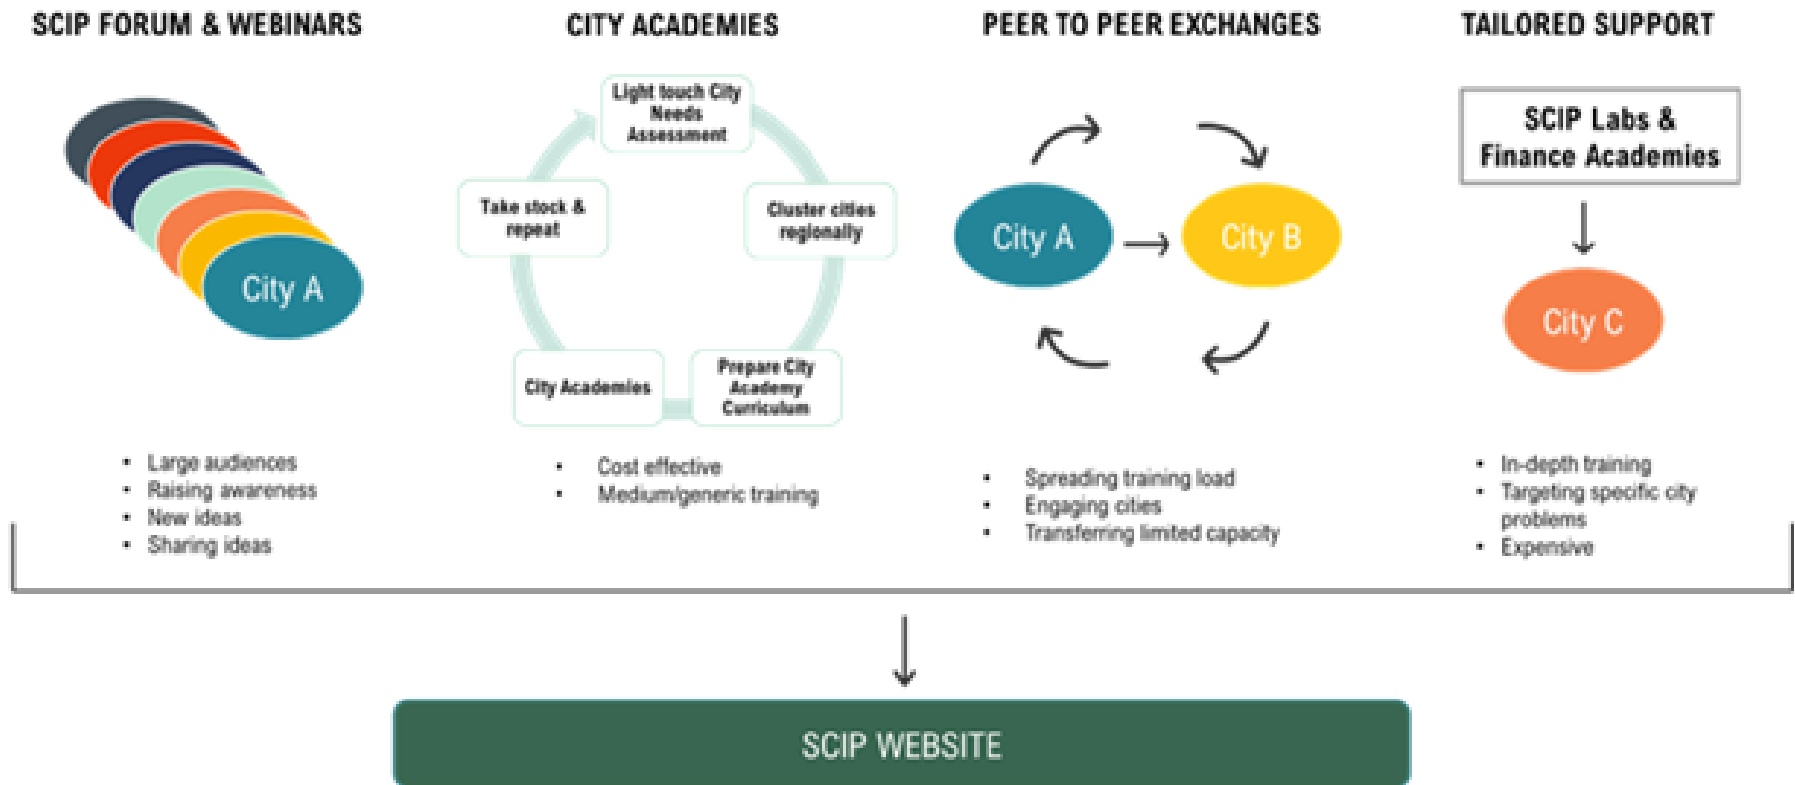 SCIP FORUM & WEBINARS
City A
• Large audiences
• Raising awareness
• New ideas
• Sharing ideas
CITY ACADEMIES
Light touch City
Needs
Assessment
Cluster cities
regionally
Prepare City
Academy
Curriculum
City Academies
Take stock &
repeat
• Cost effective
• Medium/generic training
PEER TO PEER EXCHANGES
City A
City B
• Spreading training load
• Engaging cities
• Transferring limited capacity
TAILORED SUPPORT
SCIP Labs &
Finance Academies
City C
• In-depth training
• Targeting specific city
problems
• Expensive
SCIP WEBSITE